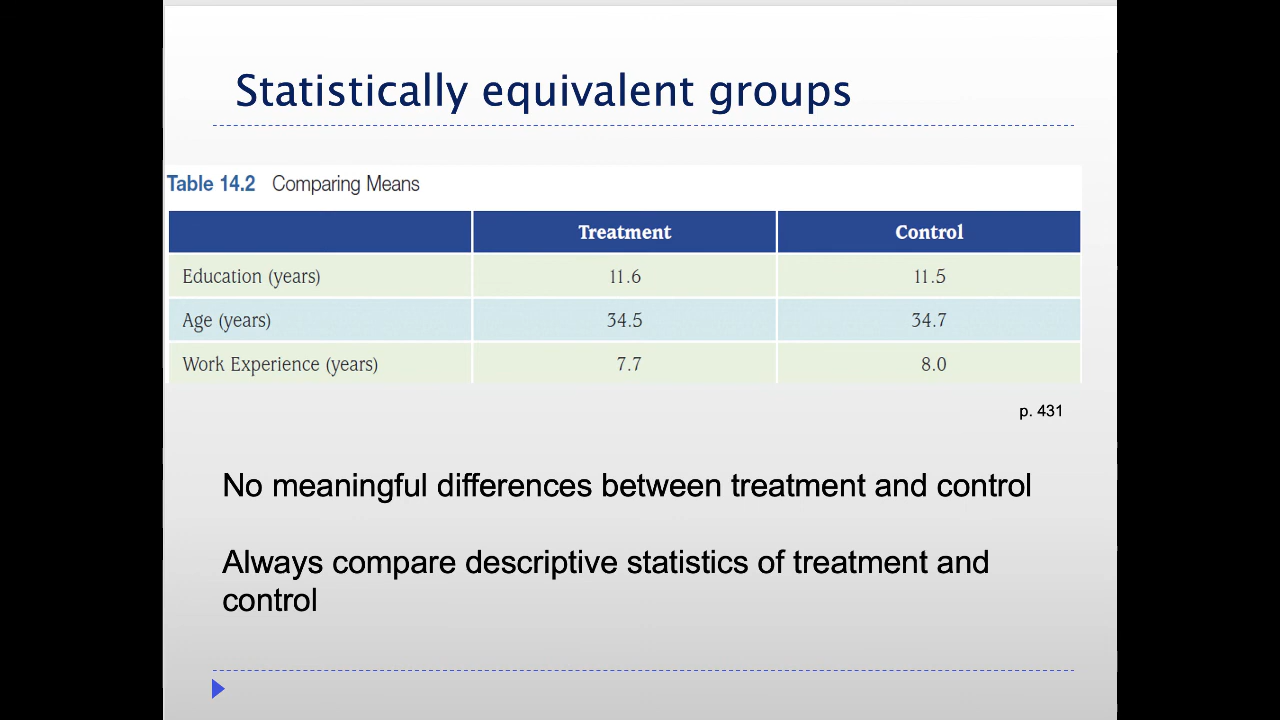 Statistically equivalent groups
Table 14.2 Comparing Means
Treatment Control
Education (years) 11.6 11.5
Age (years) 34.5 34.7
Work Experience (years) 7.7 8.0
p. 431
No meaningful differences between treatment and control
Always compare descriptive statistics of treatment and
control